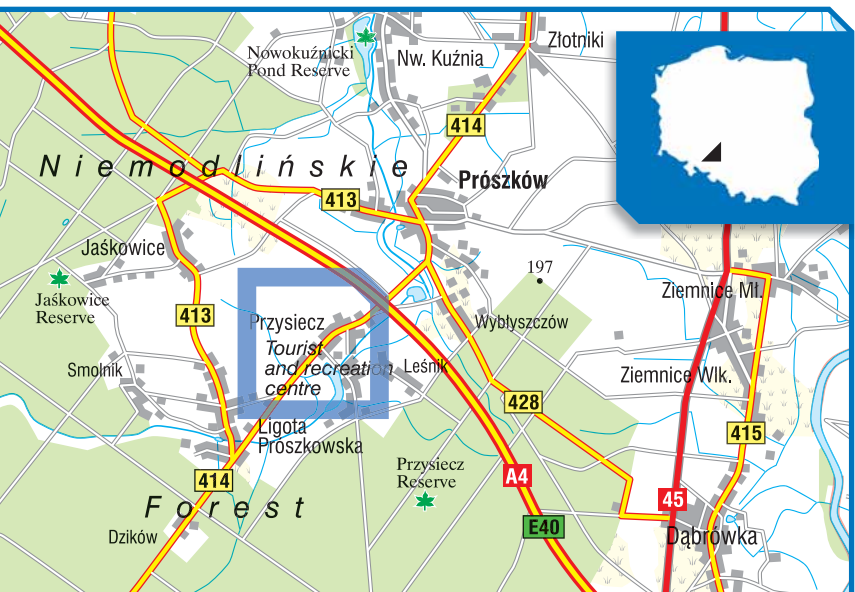 Złotniki
Nowokuźnicki
Pond Reserve
Nw. Kuźnia
414
Niemodlińskie
Prószków
413
Jaśkowice
197
Ziemnice Mł.
Jaśkowice
Reserve
413
Przysiecz
Wybłyszczów
Tourist
and recreation
centre
Leśnik
Smolnik
Ziemnice Wlk.
428
Ligota
Prószkowska
415
Przysiecz
Reserve
A4
414
45
Forest
E40
Dzików
Dąbrówka